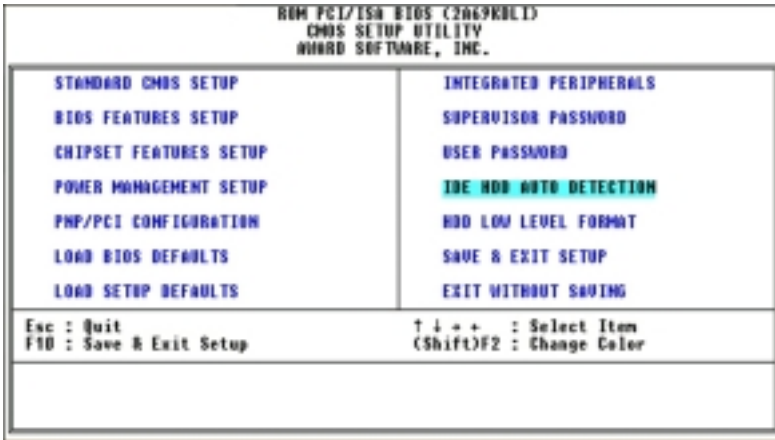 ROM PCI/ISA BIOS (2A69KDLI)
CMOS SETUP UTILITY
AWARD SOFTWARE, INC.
STANDARD CMOS SETUP
BIOS FEATURES SETUP
CHIPSET FEATURES SETUP
POWER MANAGEMENT SETUP
PNP/PCI CONFIGURATION
LOAD BIOS DEFAULTS
LOAD SETUP DEFAULTS
INTEGRATED PERIPHERALS
SUPERVISOR PASSWORD
USER PASSWORD
IDE HDD AUTO DETECTION
HDD LOW LEVEL FORMAT
SAVE & EXIT SETUP
EXIT WITHOUT SAVING
Esc : Quit
F10 : Save & Exit Setup
↑ ↓ → ← : Select Item
(Shift)F2 : Change Color